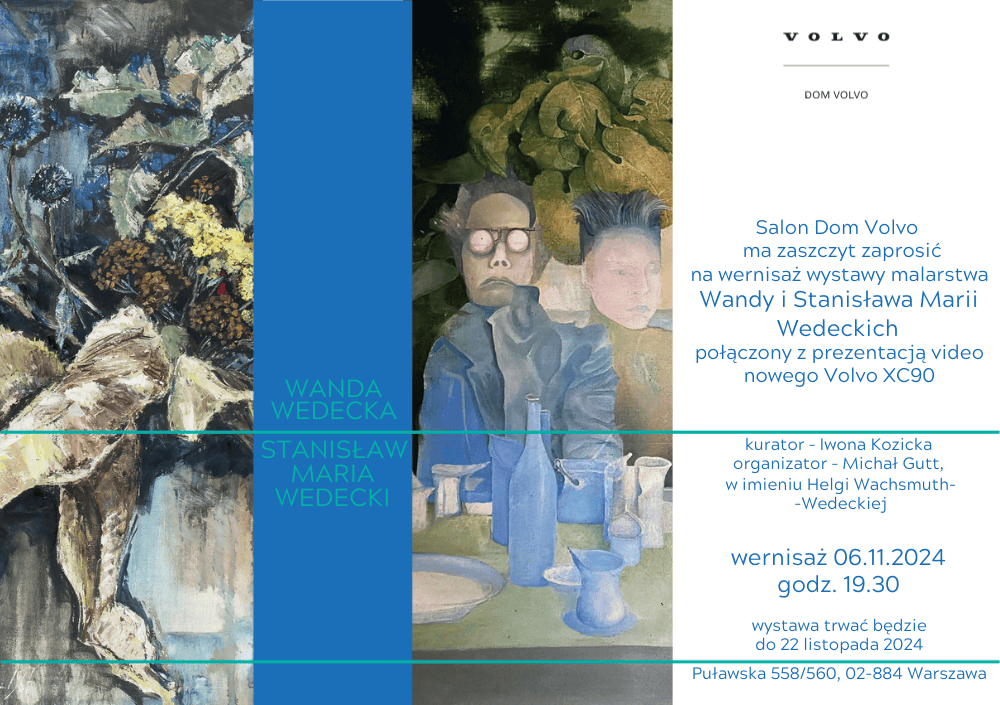 WANDA
WEDECKA
STANISŁAW
MARIA
WEDECKI
VOLVO
DOM VOLVO
Salon Dom Volvo
ma zaszczyt zaprosić
na wernisaż wystawy malarstwa
Wandy i Stanisława Marii
Wedeckich
połączony z prezentacją video
nowego Volvo XC90
kurator - Iwona Kozicka
organizator - Michał Gutt,
w imieniu Helgi Wachsmuth-
-Wedeckiej
wernisaż 06.11.2024
godz. 19.30
wystawa trwać będzie
do 22 listopada 2024
Puławska 558/560, 02-884 Warszawa